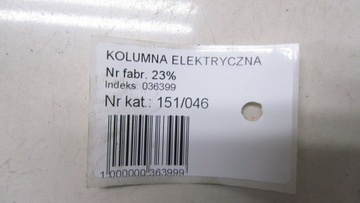 KOLUMNA ELEKTRYCZNA
Nr fabr. 23%
Indeks: 036399
Nr kat.: 151/046
1 000000 363999